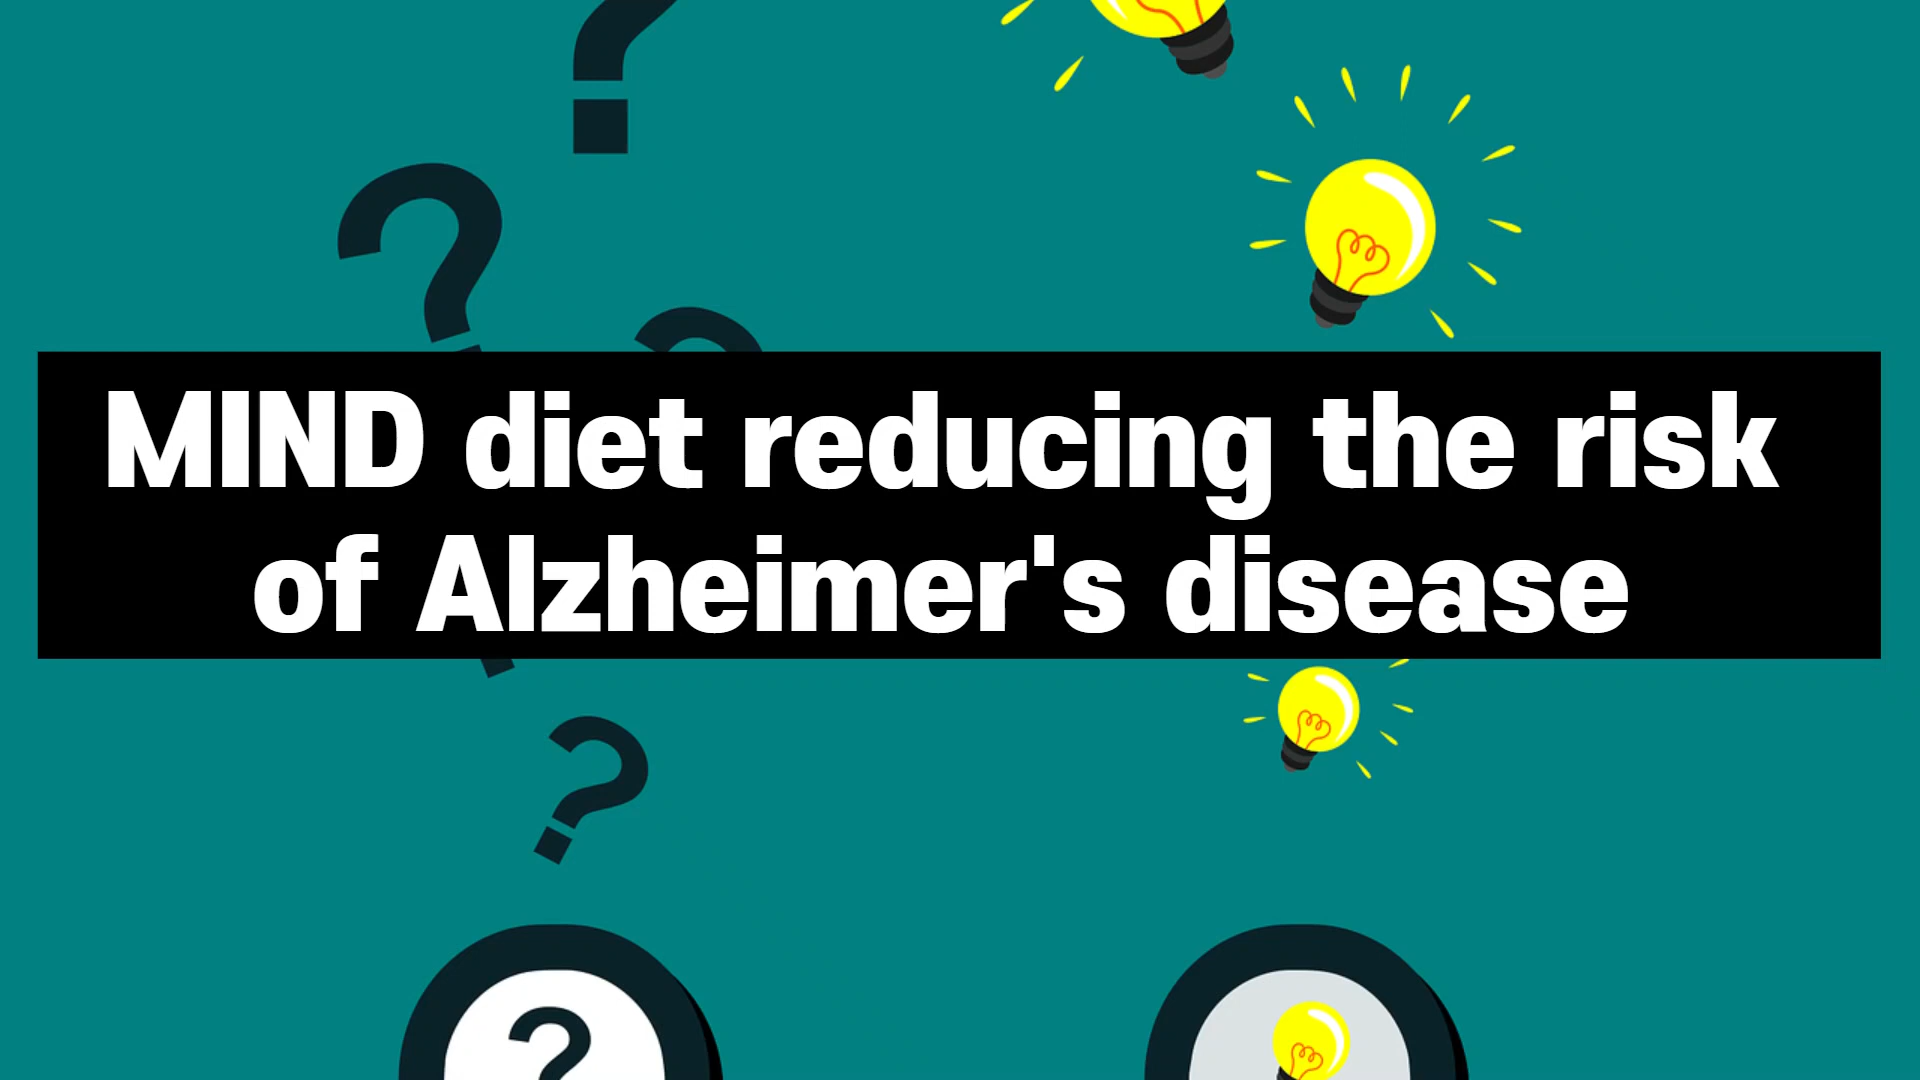 MIND diet reducing the risk
of Alzheimer's disease